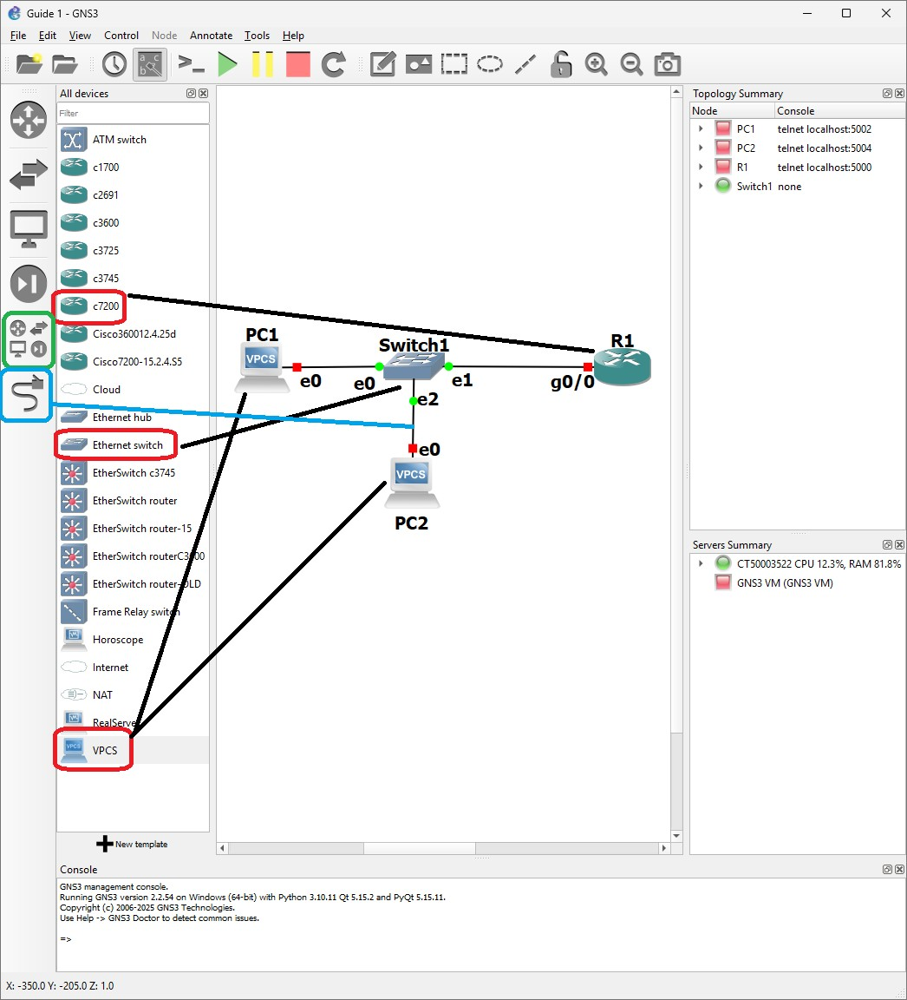 Guide 1 - GNS3
File Edit View Control Node Annotate Tools Help
All devices
Filter
ATM switch
c1700
c2691
c3600
c3725
c3745
c7200
Cisco360012.4.25d
Cisco7200-15.2.4.S5
Cloud
Ethernet hub
Ethernet switch
EtherSwitch c3745
EtherSwitch router
EtherSwitch router-15
EtherSwitch routerC3600
EtherSwitch router-OLD
Frame Relay switch
Horoscope
Internet
NAT
RealServer
VPCS
VPCS
New template
PC1
VPCS
e0
Switch1
e0
e1
e2
R1
g0/0
e0
VPCS
PC2
Topology Summary
Node Console
PC1 telnet localhost:5002
PC2 telnet localhost:5004
R1 telnet localhost:5000
Switch1 none
Servers Summary
CT50003522 CPU 12.3%, RAM 81.8%
GNS3 VM (GNS3 VM)
Console
GNS3 management console.
Running GNS3 version 2.2.54 on Windows (64-bit) with Python 3.10.11 Qt 5.15.2 and PyQt 5.15.11.
Copyright (c) 2006-2025 GNS3 Technologies.
Use Help -> GNS3 Doctor to detect common issues.
=>
X: -350.0 Y: -205.0 Z: 1.0